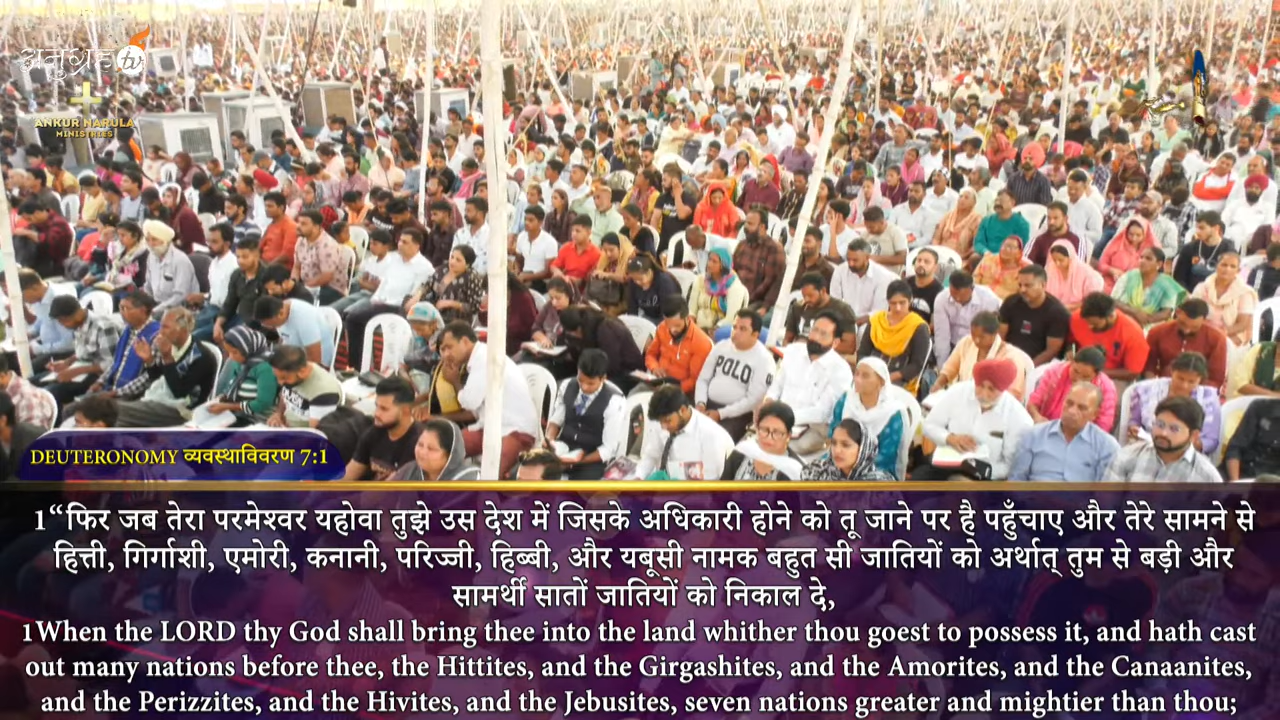 अनुग्रह tv
ANKUR NARULA
MINISTRIES
POLO
DEUTERONOMY व्यवस्थाविवरण 7:1
1“फिर जब तेरा परमेश्वर यहोवा तुझे उस देश में जिसके अधिकारी होने को तू जाने पर है पहुँचाए और तेरे सामने से
हित्ती, गिर्गाशी, एमोरी, कनानी, परिज्जी, हिब्बी, और यबूसी नामक बहुत सी जातियों को अर्थात् तुम से बड़ी और
सामर्थी सातों जातियों को निकाल दे,
1When the LORD thy God shall bring thee into the land whither thou goest to possess it, and hath cast
out many nations before thee, the Hittites, and the Girgashites, and the Amorites, and the Canaanites,
and the Perizzites, and the Hivites, and the Jebusites, seven nations greater and mightier than thou;